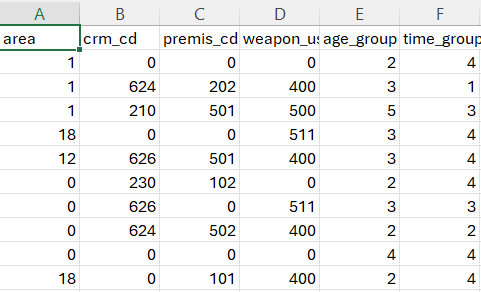 A B C D E F
area crm_cd premis_cd weapon_us age_group time_group
1 0 0 0 2 4
1 624 202 400 3 1
1 210 501 500 5 3
18 0 0 511 3 4
12 626 501 400 3 4
0 230 102 0 2 4
0 626 0 511 3 3
0 624 502 400 2 2
0 0 0 0 4 4
18 0 101 400 2 4